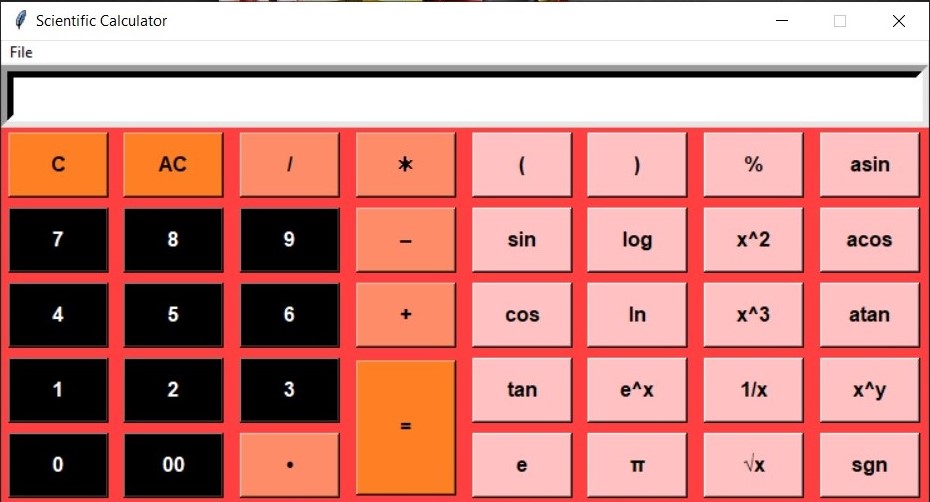 Scientific Calculator
File
C AC / * ( ) % asin
7 8 9 – sin log x^2 acos
4 5 6 + cos ln x^3 atan
1 2 3 = tan e^x 1/x x^y
0 00 • e π √x sgn